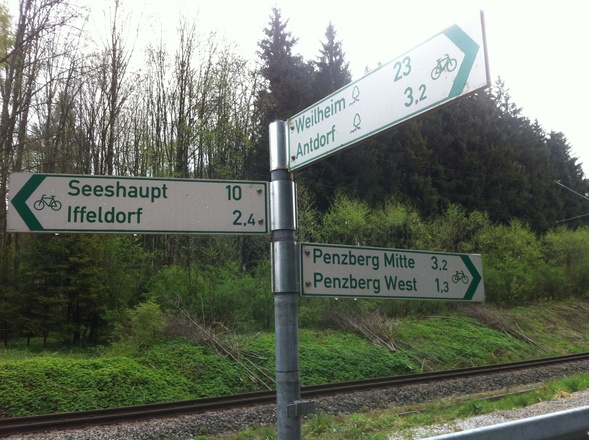 Weilheim 23
Antdorf 3,2
Seeshaupt 10
Iffeldorf 2,4
Penzberg Mitte 3,2
Penzberg West 1,3